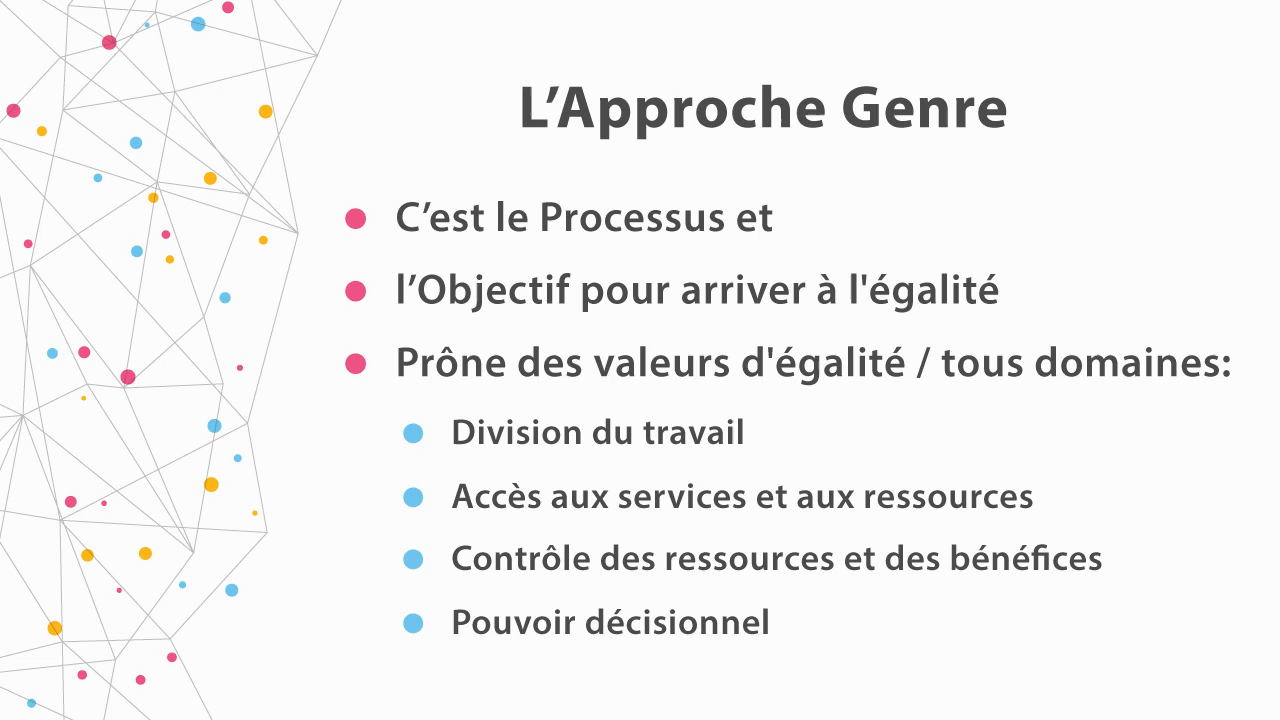 L’Approche Genre
C’est le Processus et
l’Objectif pour arriver à l'égalité
Prône des valeurs d'égalité / tous domaines:
Division du travail
Accès aux services et aux ressources
Contrôle des ressources et des bénéfices
Pouvoir décisionnel